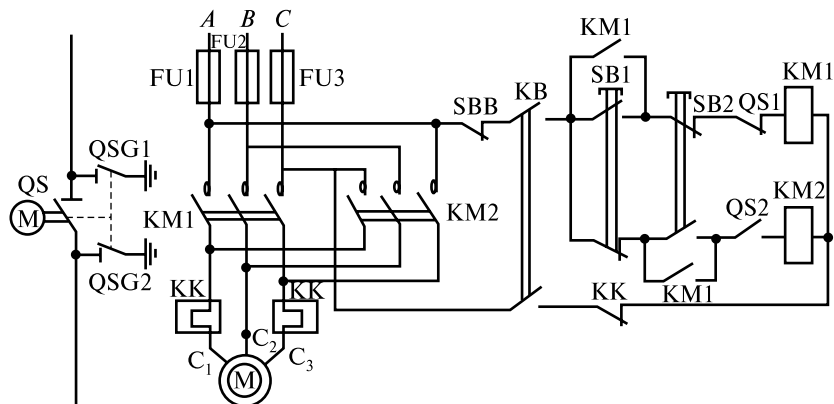 A B C
FU2
FU1 FU3
KM1
SB1
KM1
SBB KB
SB2 QS1
QSG1
QS
M
KM1 KM2
KM2
QS2
QSG2
KK KK
KK
KM1
C2
C1 C3
M